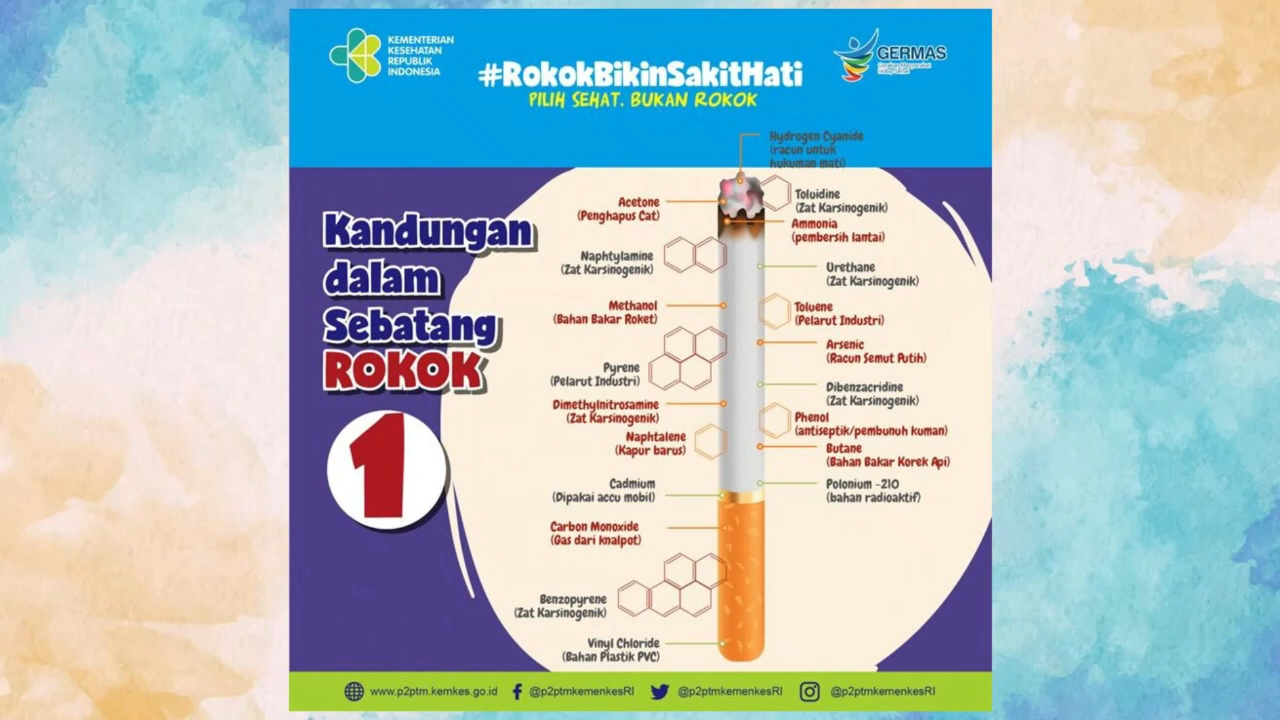 KEMENTERIAN
KESEHATAN
REPUBLIK
INDONESIA
#RokokBikinSakitHati
PILIH SEHAT. BUKAN ROKOK
GERMAS
Gerakan Masyarakat
Hidup Sehat
Kandungan
dalam
Sebatang
ROKOK
1
Hydrogen Cyanide
(racun untuk
hukuman mati)
Acetone
(Penghapus Cat)
Naphtylamine
(Zat Karsinogenik)
Methanol
(Bahan Bakar Roket)
Pyrene
(Pelarut Industri)
Dimethylnitrosamine
(Zat Karsinogenik)
Naphtalene
(Kapur barus)
Cadmium
(Dipakai accu mobil)
Carbon Monoxide
(Gas dari knalpot)
Benzopyrene
(Zat Karsinogenik)
Vinyl Chloride
(Bahan Plastik PVC)
Toluidine
(Zat Karsinogenik)
Ammonia
(pembersih lantai)
Urethane
(Zat Karsinogenik)
Toluene
(Pelarut Industri)
Arsenic
(Racun Semut Putih)
Dibenzacridine
(Zat Karsinogenik)
Phenol
(antiseptik/pembunuh kuman)
Butane
(Bahan Bakar Korek Api)
Polonium -210
(bahan radioaktif)
www.p2ptm.kemkes.go.id
@p2ptmkemenkesRI
@p2ptmkemenkesRI
@p2ptmkemenkesRI